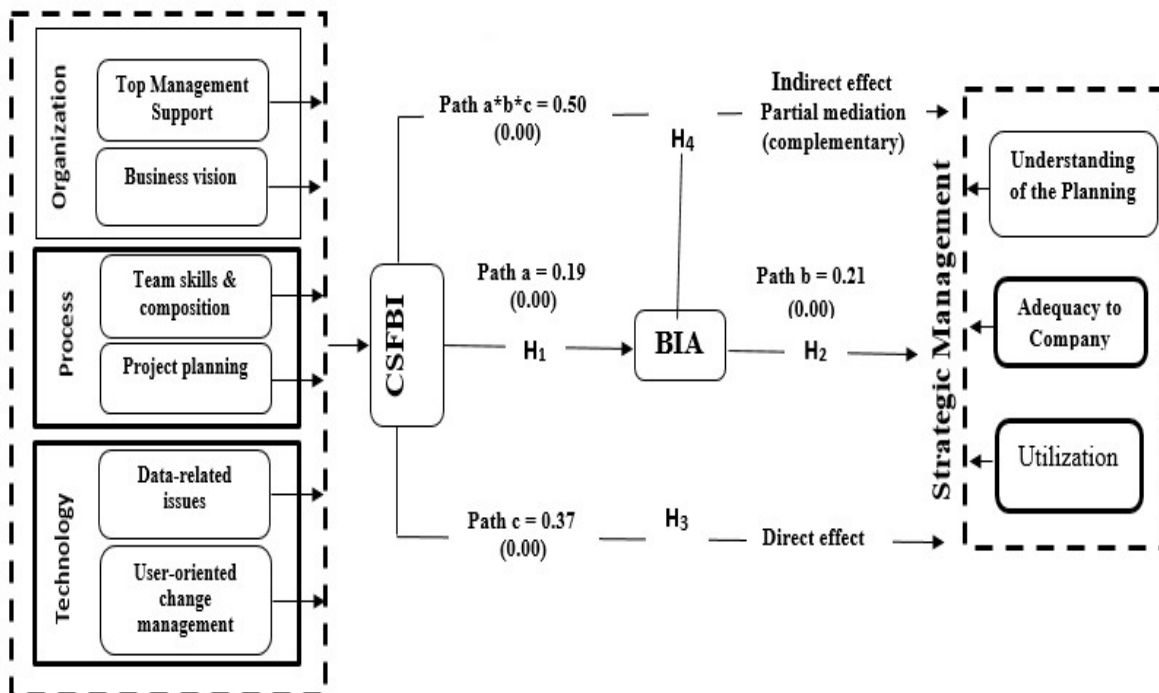 Organization
Top Management
Support
Business vision
Process
Team skills &
composition
Project planning
Technology
Data-related
issues
User-oriented
change
management
CSFBI
Path a*b*c = 0.50
(0.00)
H4
Indirect effect
Partial mediation
(complementary)
Path a = 0.19
(0.00)
H1
BIA
Path b = 0.21
(0.00)
H2
Path c = 0.37
(0.00)
H3
Direct effect
Strategic Management
Understanding
of the Planning
Adequacy to
Company
Utilization